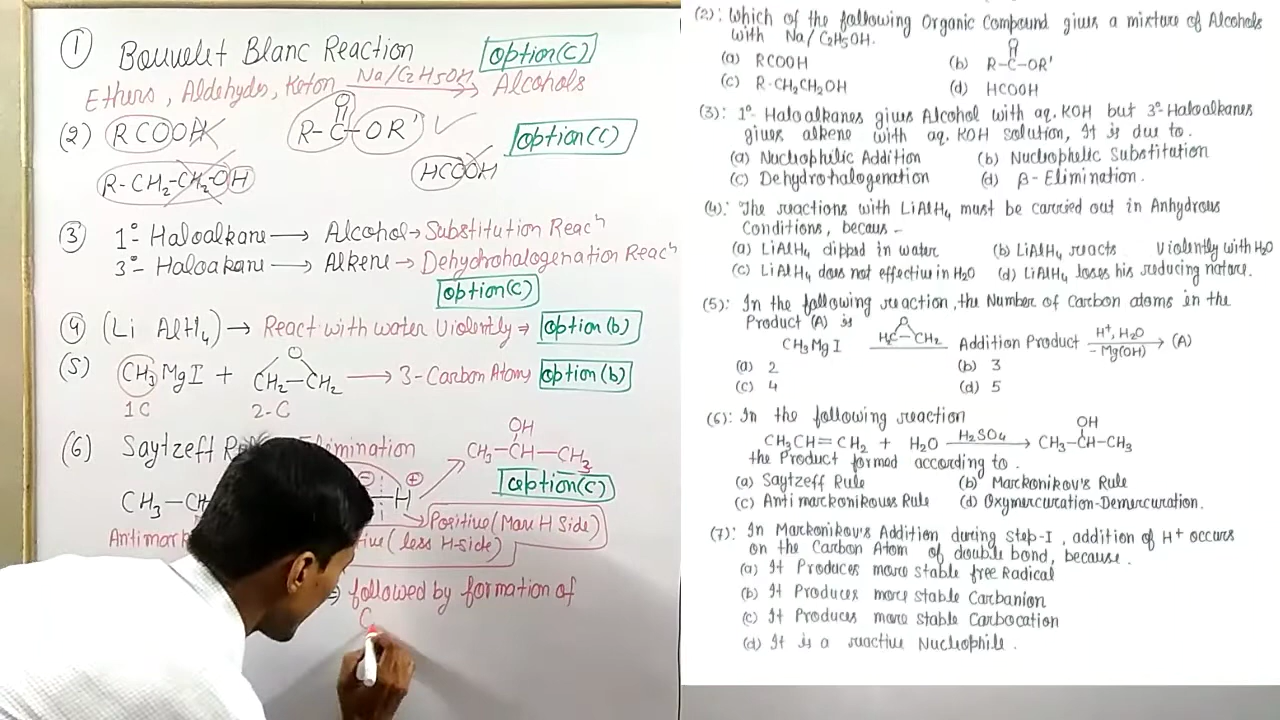 ① Bouvelet Blanc Reaction Option(C)
Ethers, Aldehydes, Keton Na/C2H5OH Alcohols
(2) RCOOH R-C-OR' O Option(C)
R-CH2-CH2OH HCOOH
③ 1°- Haloalkane → Alcohol → Substitution Reacⁿ
3°- Haloakane → Alkene → Dehydrohalogenation Reacⁿ
Option(C)
④ (Li AlH4) → React with water Violently ⇒ Option(b)
(5) CH3MgI + CH2-CH2 O → 3-Carbon Atom Option(b)
1C 2-C
(6) Saytzeff Elimination
OH
CH3-CH-CH3
Option(C)
CH3-CH H
Positive (More H Side)
Antimark (less H-Side)
⇒ followed by formation of
C
(2): Which of the following Organic Compound gives a mixture of Alcohols
with Na/C2H5OH.
(a) RCOOH (b) R-C-OR' O
(c) R-CH2CH2OH (d) HCOOH
(3): 1°- Haloalkanes gives Alcohol with aq. KOH but 3°-Haloalkanes
gives alkene with aq. KOH solution, It is due to.
(a) Nucleophilic Addition (b) Nucleophelic Substitution
(c) Dehydrohalogenation (d) β-Elimination.
(4): The reactions with LiAlH4 must be carried out in Anhydrous
Conditions, becaus -
(a) LiAlH4 dipped in water (b) LiAlH4 reacts Violently with H2O
(c) LiAlH4 does not effective in H2O (d) LiAlH4 loses his reducing nature.
(5): In the following reaction, the Number of Carbon atoms in the
Product (A) is
CH3MgI H2C-CH2 O Addition Product H+, H2O -Mg(OH) → (A)
(a) 2 (b) 3
(c) 4 (d) 5
(6): In the following reaction
OH
CH3CH=CH2 + H2O H2SO4 → CH3-CH-CH3
the Product formed according to.
(a) Saytzeff Rule (b) Markonikov's Rule
(c) Anti markonikouss Rule (d) Oxymercuration-Demercuration.
(7): In Markonikov's Addition during step-I, addition of H+ occurs
on the Carbon Atom of double bond, because.
(a) It Produces more stable free Radical
(b) It Produces more stable Carbanion
(c) It Produces more stable Carbocation
(d) It is a reactive Nucleophile.